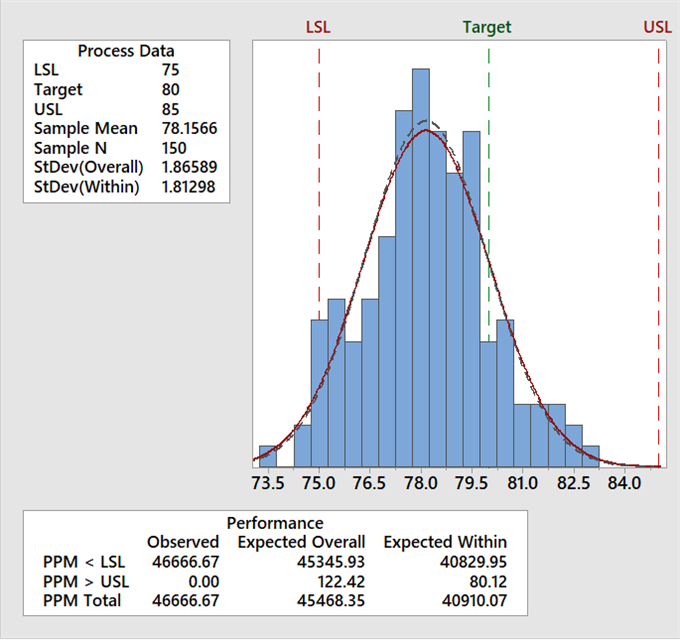 LSL Target USL
Process Data
LSL 75
Target 80
USL 85
Sample Mean 78.1566
Sample N 150
StDev(Overall) 1.86589
StDev(Within) 1.81298
73.5 75.0 76.5 78.0 79.5 81.0 82.5 84.0
Performance
Observed Expected Overall Expected Within
PPM < LSL 46666.67 45345.93 40829.95
PPM > USL 0.00 122.42 80.12
PPM Total 46666.67 45468.35 40910.07